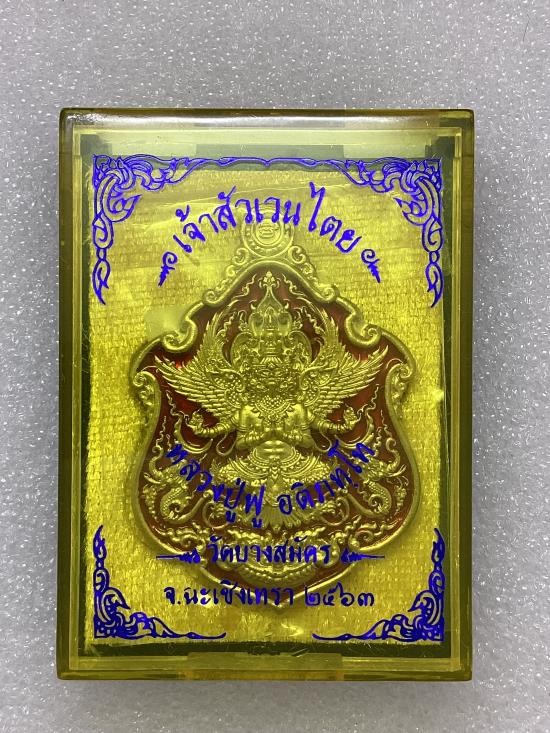 เจ้าสัวเวนไตย
หลวงปู่ฟู อติภทฺโท
วัดบางสมัคร
จ.ฉะเชิงเทรา ๒๕๖๓